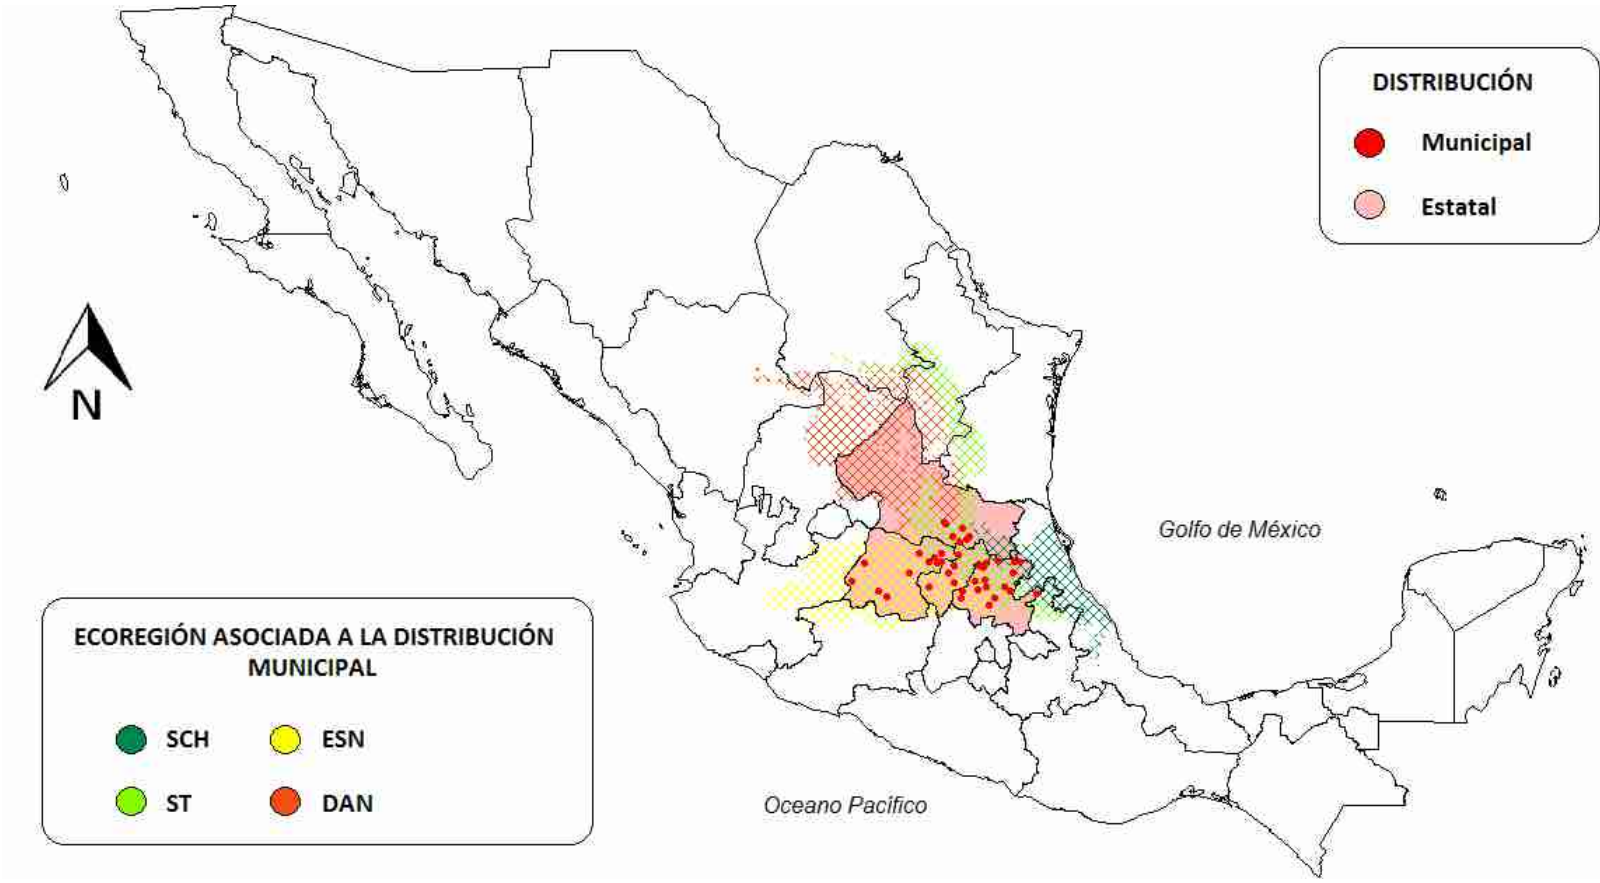 DISTRIBUCIÓN
Municipal
Estatal
N
Golfo de México
ECOREGIÓN ASOCIADA A LA DISTRIBUCIÓN
MUNICIPAL
SCH
ESN
ST
DAN
Oceano Pacífico